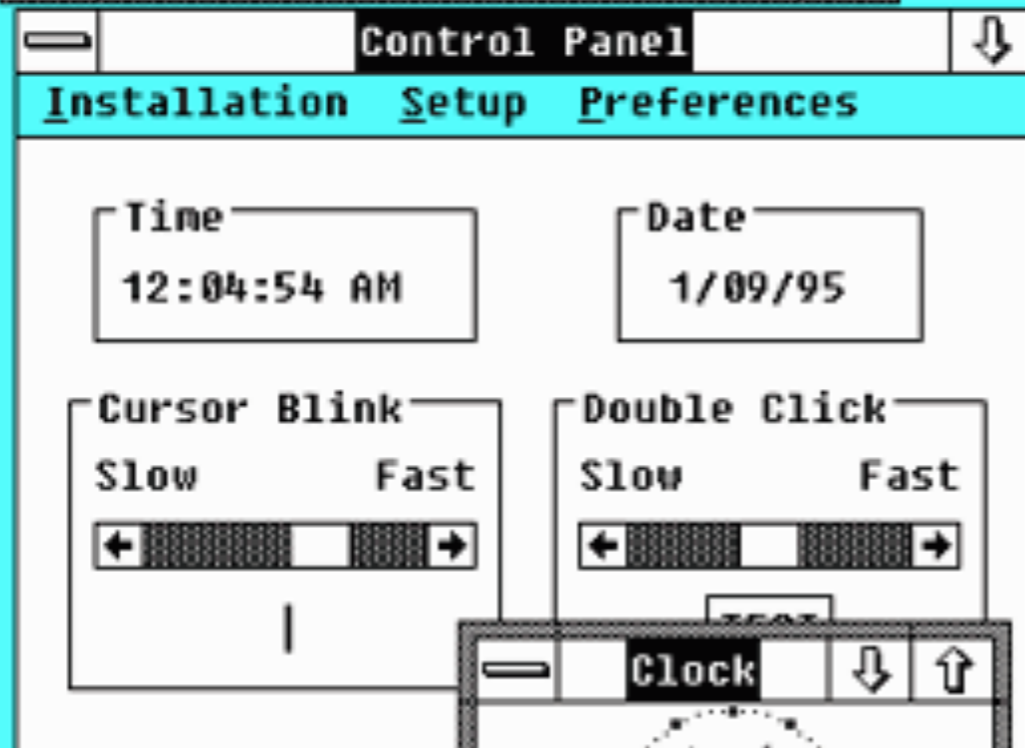 Control Panel
Installation Setup Preferences
Time
Date
12:04:54 AM
1/09/95
Cursor Blink
Double Click
Slow Fast
Slow Fast
Clock